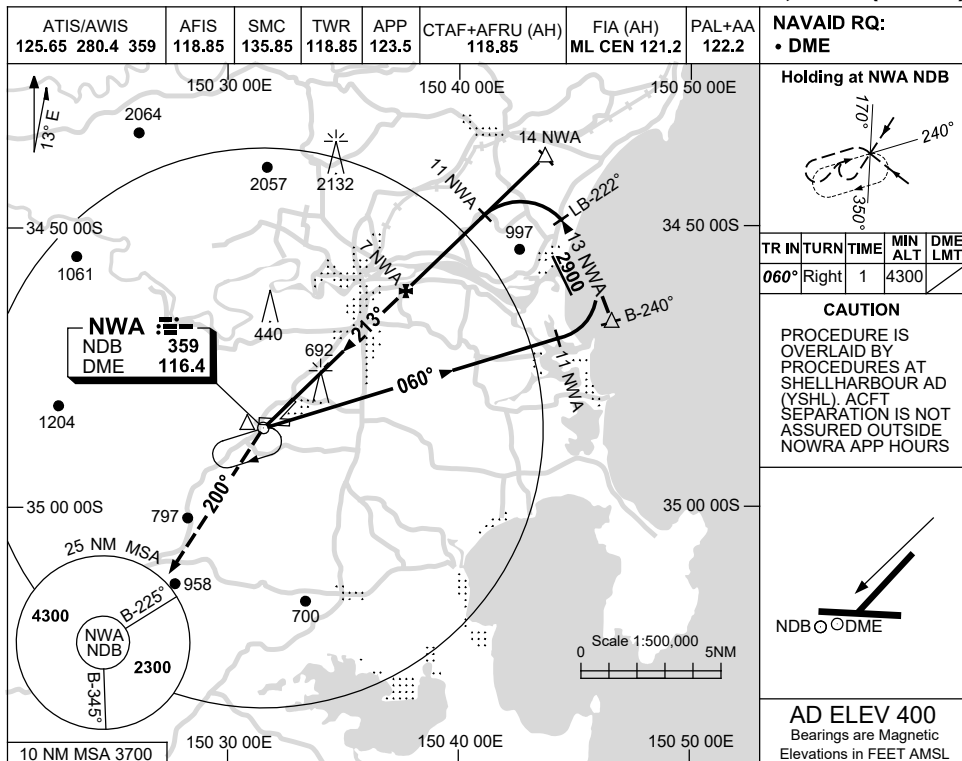 ATIS/AWIS
125.65 280.4 359
AFIS
118.85
SMC
135.85
TWR
118.85
APP
123.5
CTAF+AFRU (AH)
118.85
FIA (AH)
ML CEN 121.2
PAL+AA
122.2
NAVAID RQ:
• DME
Holding at NWA NDB
170°
240°
350°
TR IN TURN TIME MIN ALT DME LMT
060° Right 1 4300
CAUTION
PROCEDURE IS
OVERLAID BY
PROCEDURES AT
SHELLHARBOUR AD
(YSHL). ACFT
SEPARATION IS NOT
ASSURED OUTSIDE
NOWRA APP HOURS
NDB DME
AD ELEV 400
Bearings are Magnetic
Elevations in FEET AMSL
150 30 00E
150 40 00E
150 50 00E
13° E
2064
2057
2132
14 NWA
11 NWA
LB-222°
34 50 00S
34 50 00S
997
1061
7 NWA
13 NWA
2900
B-240°
440
213°
NWA
NDB 359
DME 116.4
692
060°
11 NWA
1204
200°
35 00 00S
35 00 00S
797
958
700
25 NM MSA
4300
B-225°
NWA
NDB
2300
B-345°
10 NM MSA 3700
Scale 1:500,000
0
5NM
150 30 00E
150 40 00E
150 50 00E